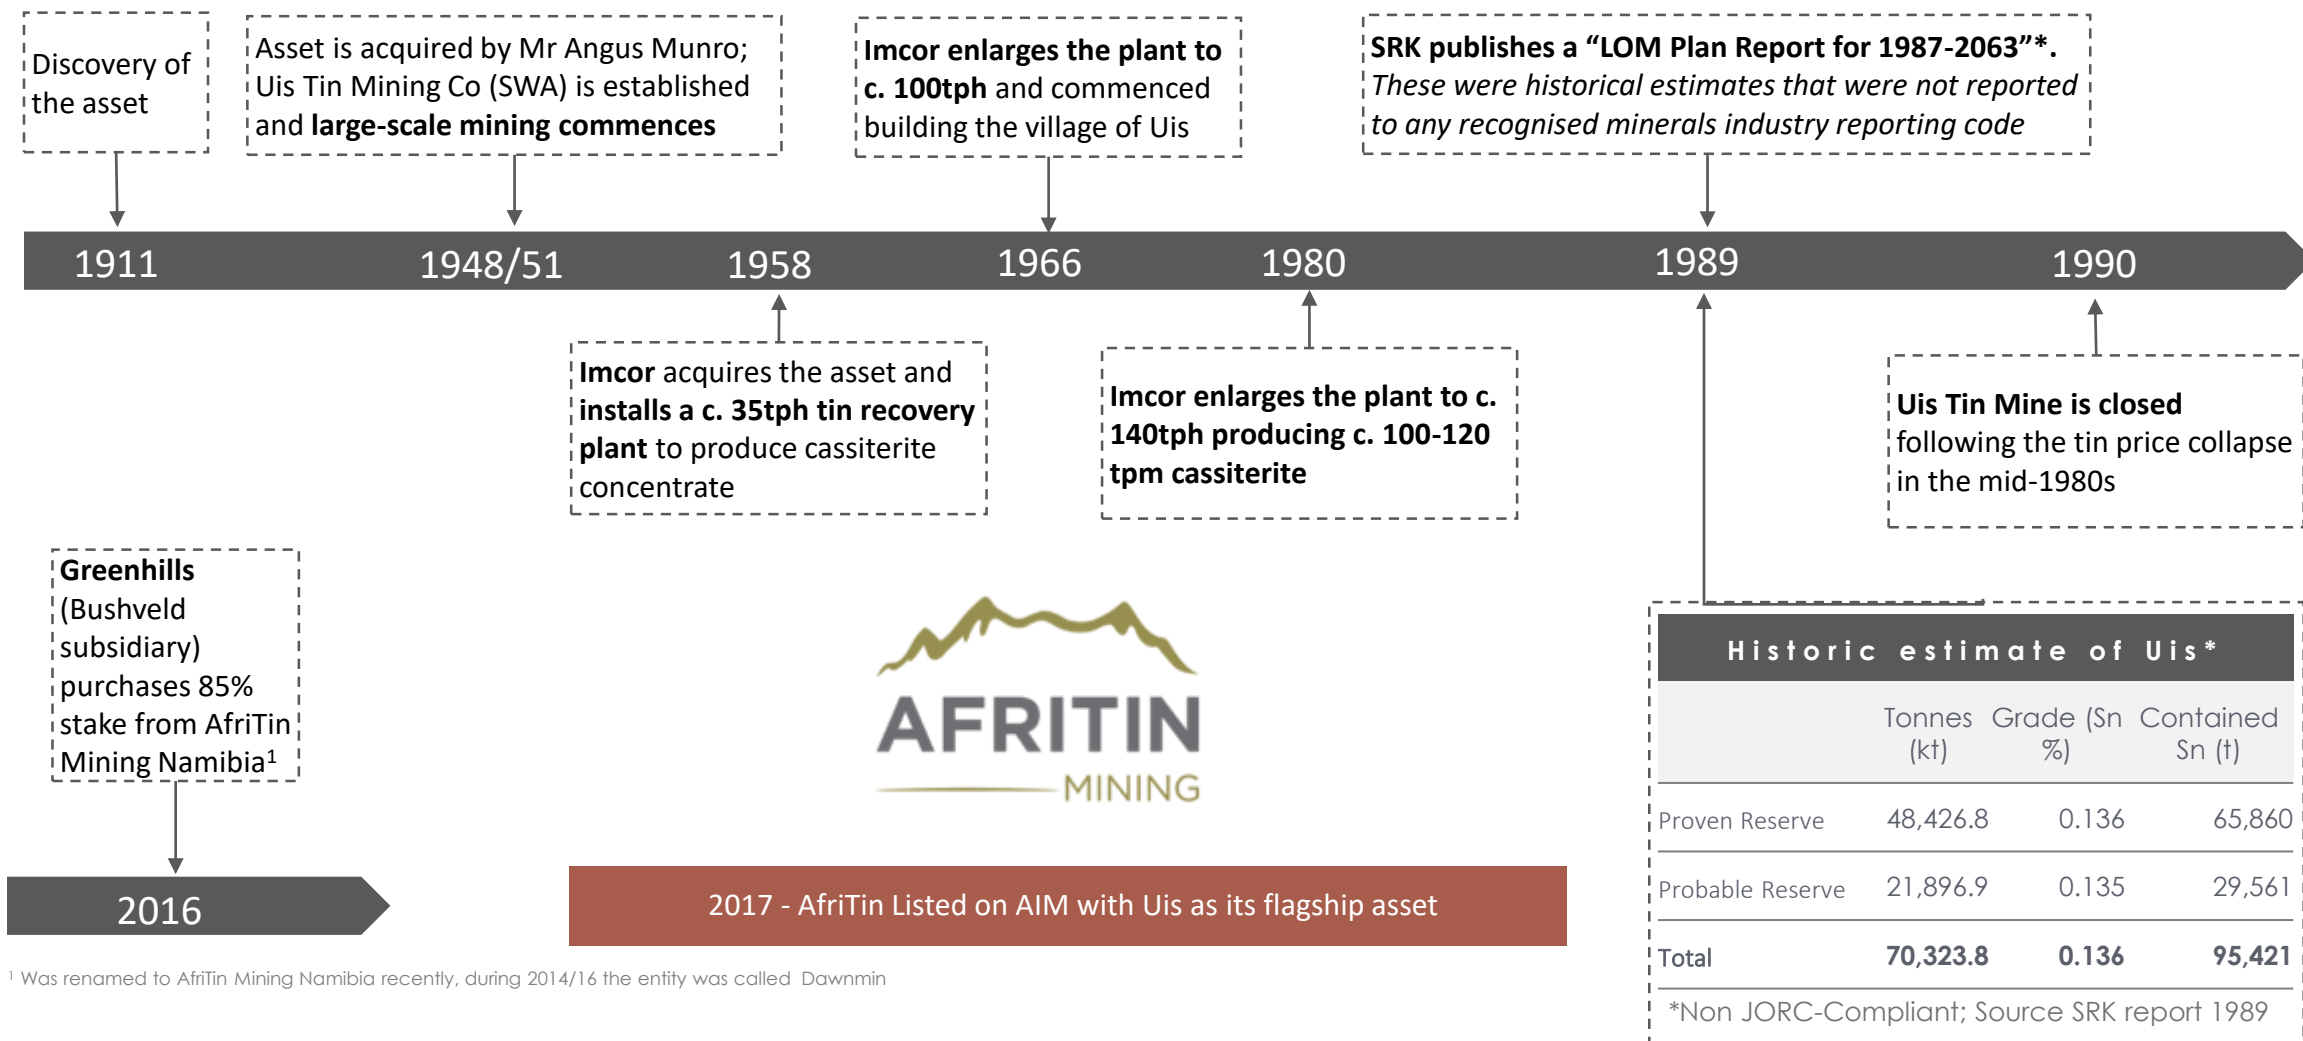 Discovery of
the asset
Asset is acquired by Mr Angus Munro;
Uis Tin Mining Co (SWA) is established
and large-scale mining commences
Imcor enlarges the plant to
c. 100tph and commenced
building the village of Uis
SRK publishes a “LOM Plan Report for 1987-2063”*.
These were historical estimates that were not reported
to any recognised minerals industry reporting code
1911
1948/51
1958
1966
1980
1989
1990
Imcor acquires the asset and
installs a c. 35tph tin recovery
plant to produce cassiterite
concentrate
Imcor enlarges the plant to c.
140tph producing c. 100-120
tpm cassiterite
Uis Tin Mine is closed
following the tin price collapse
in the mid-1980s
Greenhills
(Bushveld
subsidiary)
purchases 85%
stake from AfriTin
Mining Namibia¹
2016
AFRITIN
MINING
2017 - AfriTin Listed on AIM with Uis as its flagship asset
Historic estimate of Uis*
Tonnes (kt) Grade (Sn %) Contained Sn (t)
Proven Reserve 48,426.8 0.136 65,860
Probable Reserve 21,896.9 0.135 29,561
Total 70,323.8 0.136 95,421
*Non JORC-Compliant; Source SRK report 1989
¹ Was renamed to AfriTin Mining Namibia recently, during 2014/16 the entity was called Dawnmin